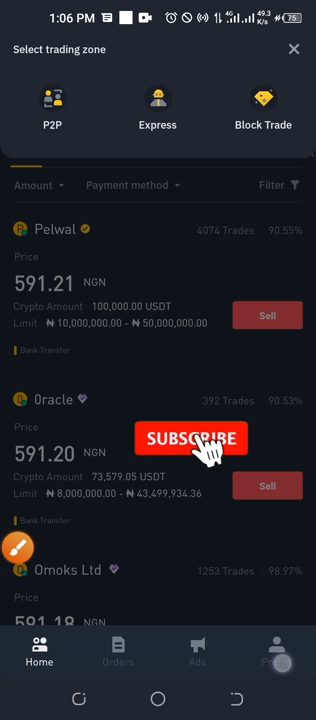 1:06 PM
4G
49.3
K/s
75
Select trading zone
P2P
Express
Block Trade
Amount
Payment method
Filter
Pelwal
4074 Trades
90.55%
Price
591.21 NGN
Crypto Amount 100,000.00 USDT
Limit ₦ 10,000,000.00 - ₦ 50,000,000.00
Sell
Bank Transfer
0racle
392 Trades
90.53%
Price
591.20 NGN
SUBSCRIBE
Crypto Amount 73,579.05 USDT
Limit ₦ 8,000,000.00 - ₦ 43,499,934.36
Sell
Bank Transfer
Omoks Ltd
1253 Trades
98.97%
Price
591.18 NGN
Home
Orders
Ads
Profile